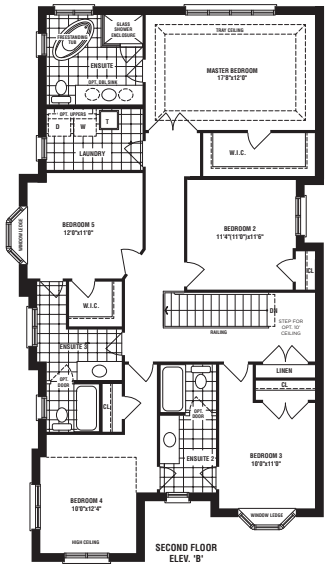 GLASS
SHOWER
ENCLOSURE
FREESTANDING
TUB
TRAY CEILING
ENSUITE
MASTER BEDROOM
17'8"x12'0"
OPT. DBL SINK
OPT. UPPERS
D
W
T
LAUNDRY
W.I.C.
BEDROOM 5
12'0"x11'0"
WINDOW LEDGE
BEDROOM 2
11'4"(11'0")x11'6"
CL
W.I.C.
DN
STEP FOR
OPT. 10'
CEILING
RAILING
ENSUITE 3
OPT.
DOOR
LINEN
CL
CL
OPT.
DOOR
BEDROOM 3
10'0"x11'0"
ENSUITE 2
BEDROOM 4
10'0"x12'4"
WINDOW LEDGE
HIGH CEILING
SECOND FLOOR
ELEV. 'B'